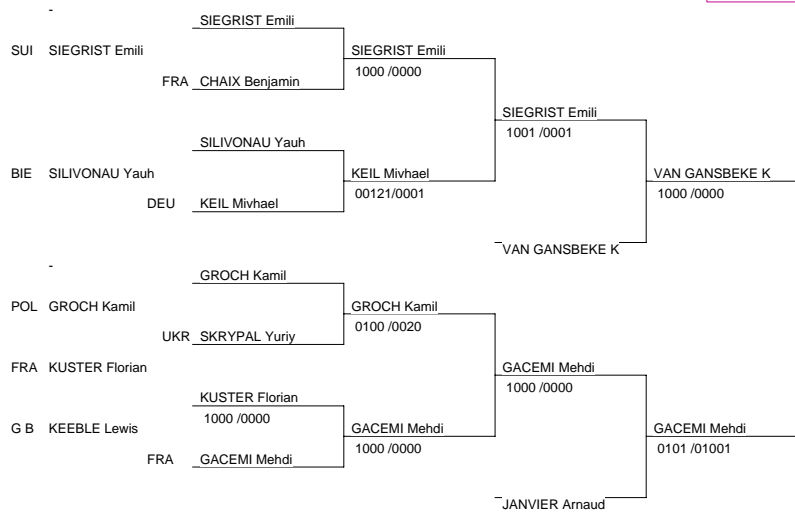 -
SIEGRIST Emili
SUI SIEGRIST Emili
SIEGRIST Emili
1000 /0000
FRA CHAIX Benjamin
SIEGRIST Emili
1001 /0001
SILIVONAU Yauh
BIE SILIVONAU Yauh
KEIL Mivhael
00121/0001
VAN GANSBEKE K
1000 /0000
DEU KEIL Mivhael
VAN GANSBEKE K
-
GROCH Kamil
POL GROCH Kamil
GROCH Kamil
0100 /0020
UKR SKRYPAL Yuriy
FRA KUSTER Florian
GACEMI Mehdi
1000 /0000
KUSTER Florian
1000 /0000
G B KEEBLE Lewis
GACEMI Mehdi
1000 /0000
GACEMI Mehdi
0101 /01001
FRA GACEMI Mehdi
JANVIER Arnaud